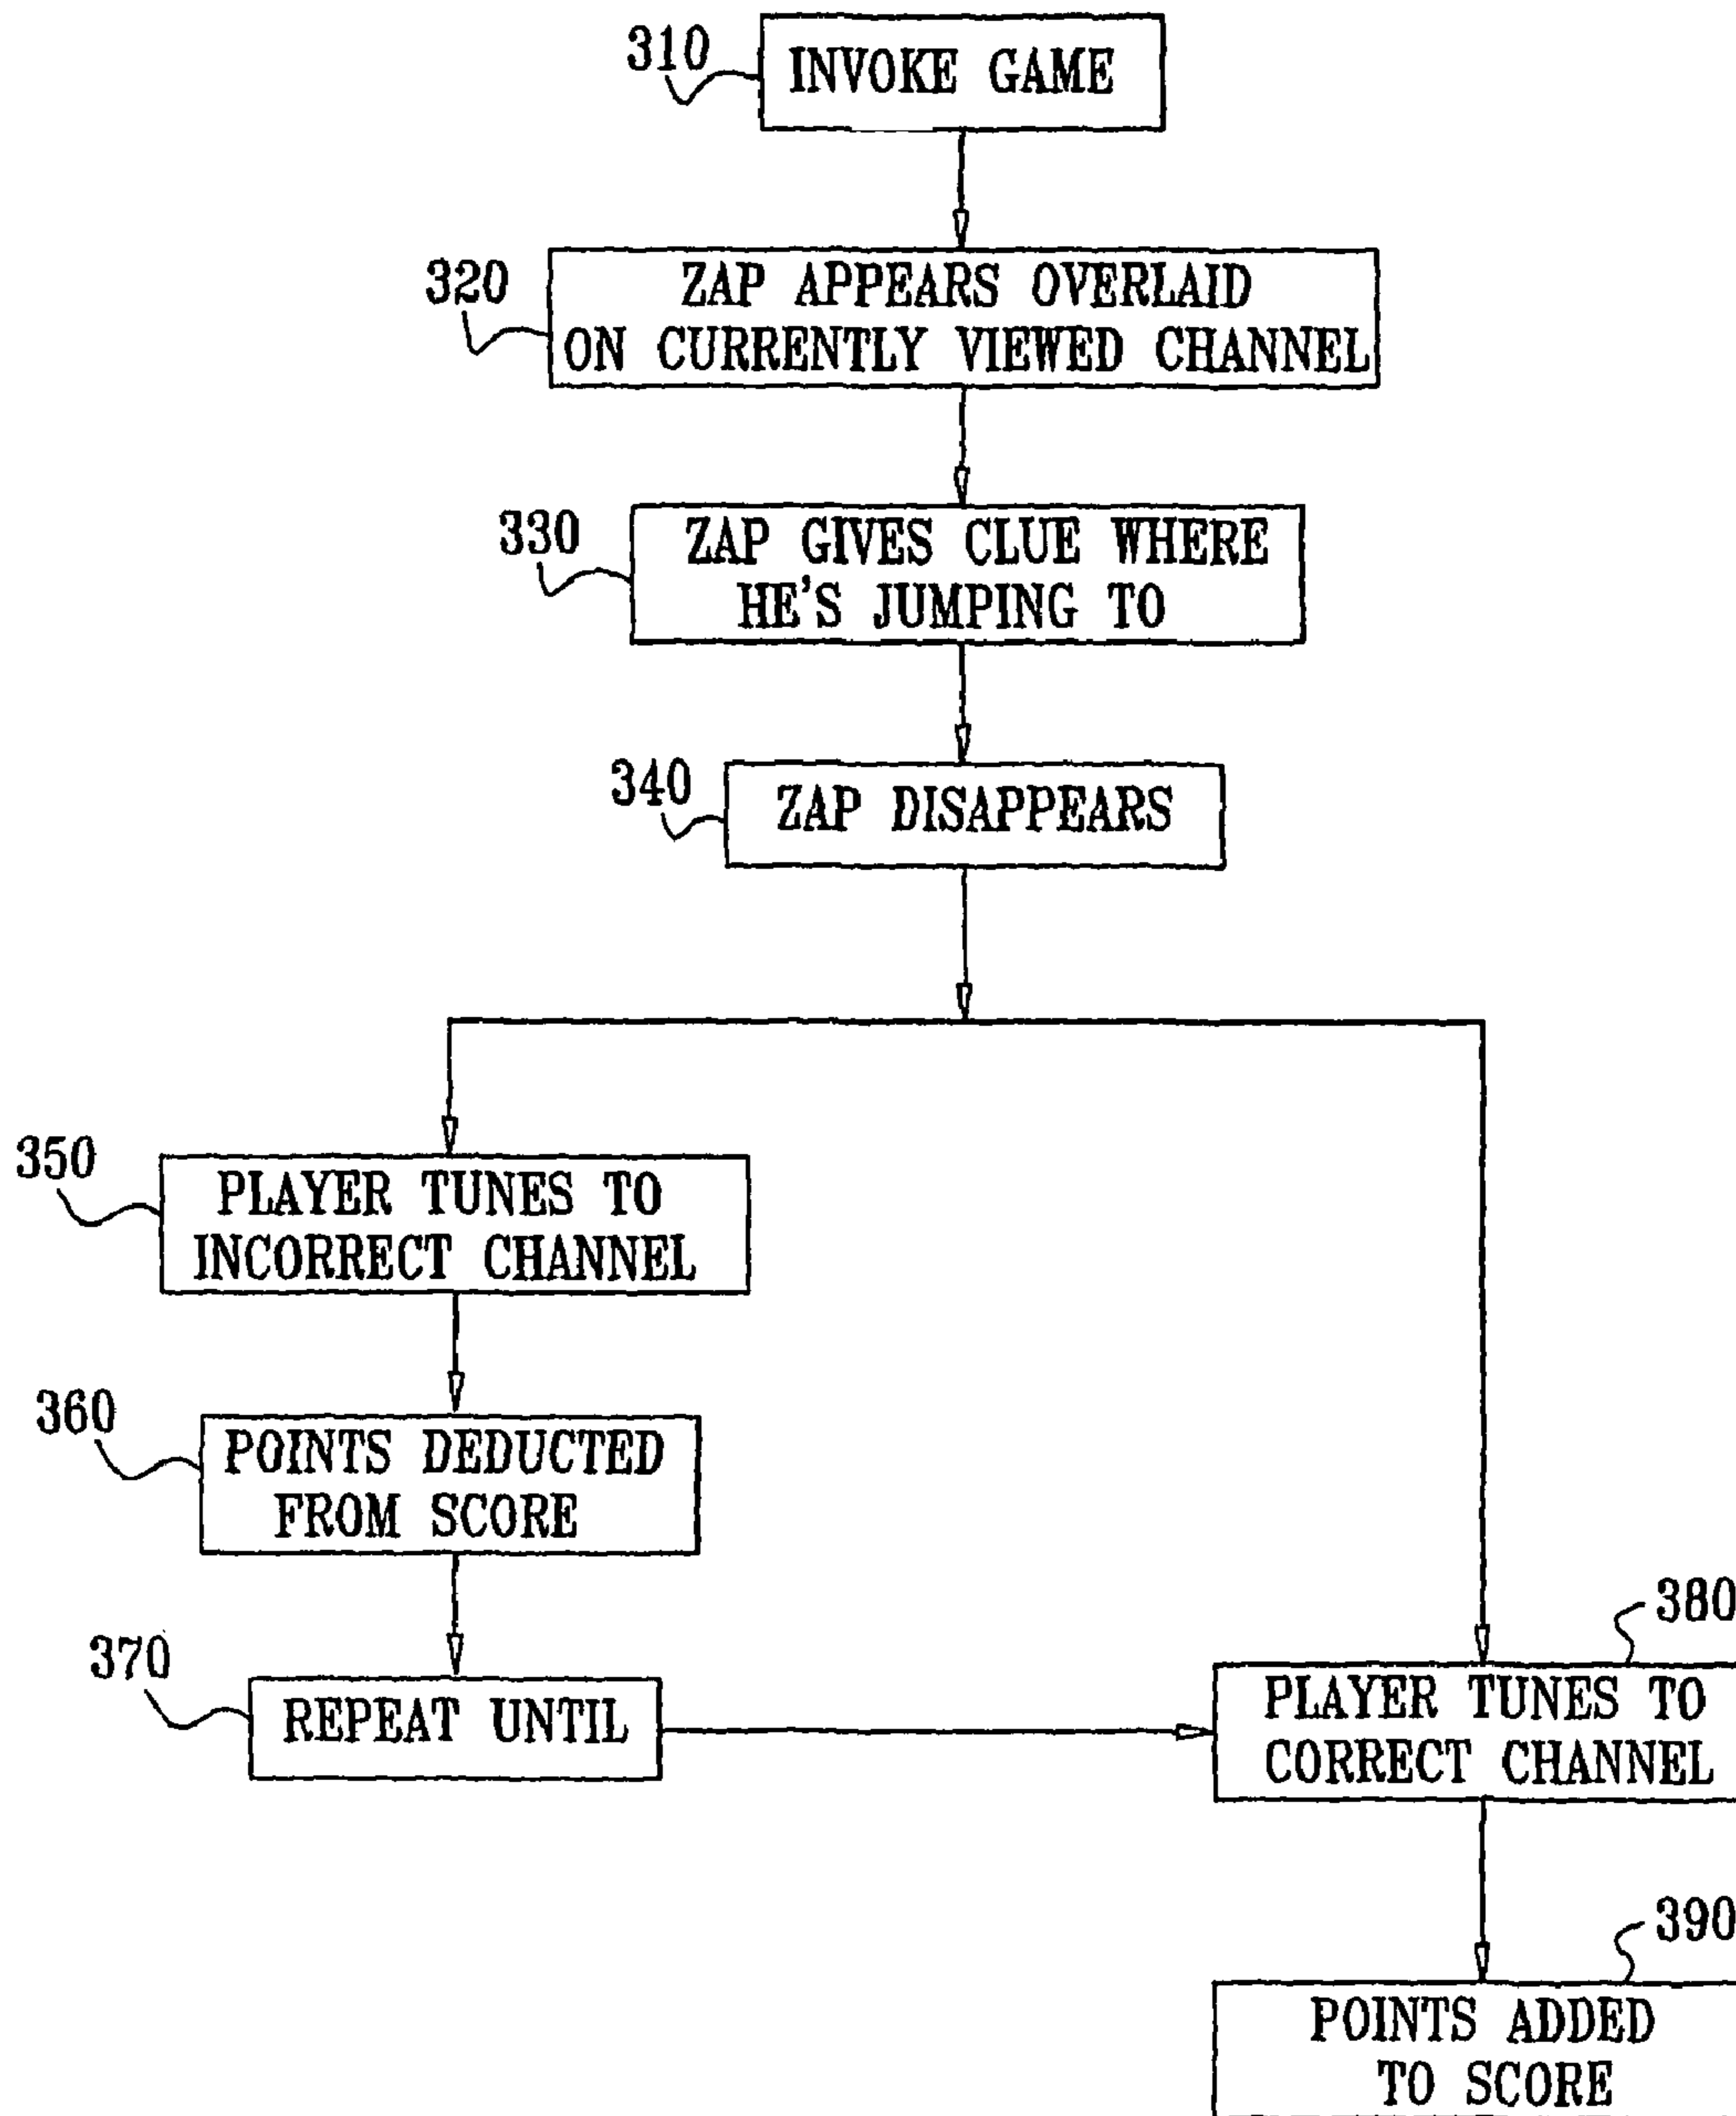 310
INVOKE GAME
320
ZAP APPEARS OVERLAID
ON CURRENTLY VIEWED CHANNEL
330
ZAP GIVES CLUE WHERE
HE'S JUMPING TO
340
ZAP DISAPPEARS
350
PLAYER TUNES TO
INCORRECT CHANNEL
360
POINTS DEDUCTED
FROM SCORE
370
REPEAT UNTIL
380
PLAYER TUNES TO
CORRECT CHANNEL
390
POINTS ADDED
TO SCORE